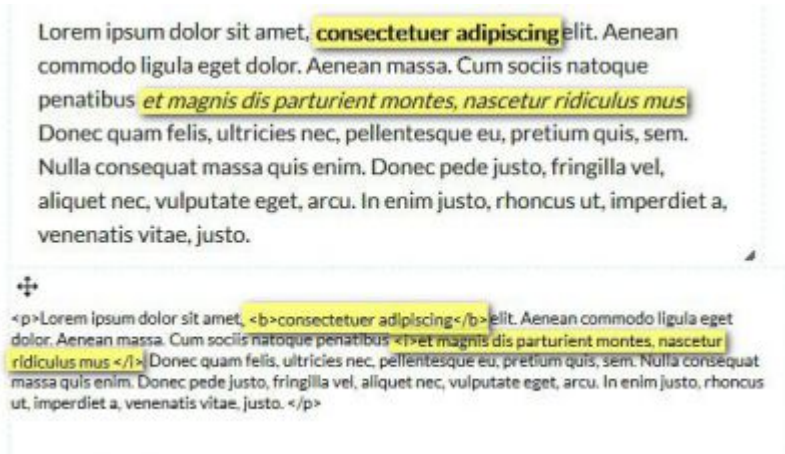 Lorem ipsum dolor sit amet, consectetuer adipiscing elit. Aenean
commodo ligula eget dolor. Aenean massa. Cum sociis natoque
penatibus et magnis dis parturient montes, nascetur ridiculus mus
Donec quam felis, ultricies nec, pellentesque eu, pretium quis, sem.
Nulla consequat massa quis enim. Donec pede justo, fringilla vel,
aliquet nec, vulputate eget, arcu. In enim justo, rhoncus ut, imperdiet a,
venenatis vitae, justo.
<p>Lorem ipsum dolor sit amet, <b>consectetuer adipiscing</b> elit. Aenean commodo ligula eget
dolor. Aenean massa. Cum sociis natoque penatibus <i>et magnis dis parturient montes, nascetur
ridiculus mus </i> Donec quam felis, ultricies nec, pellentesque eu, pretium quis, sem. Nulla consequat
massa quis enim. Donec pede justo, fringilla vel, aliquet nec, vulputate eget, arcu. In enim justo, rhoncus
ut, imperdiet a, venenatis vitae, justo. </p>